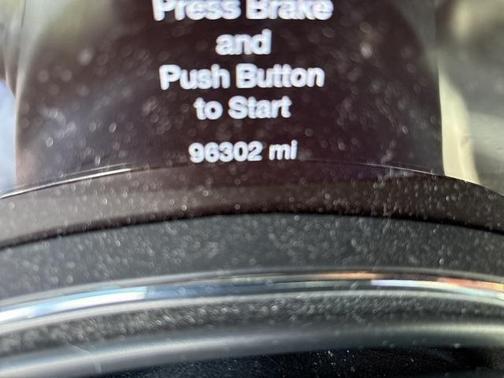 Press Brake
and
Push Button
to Start
96302 mi